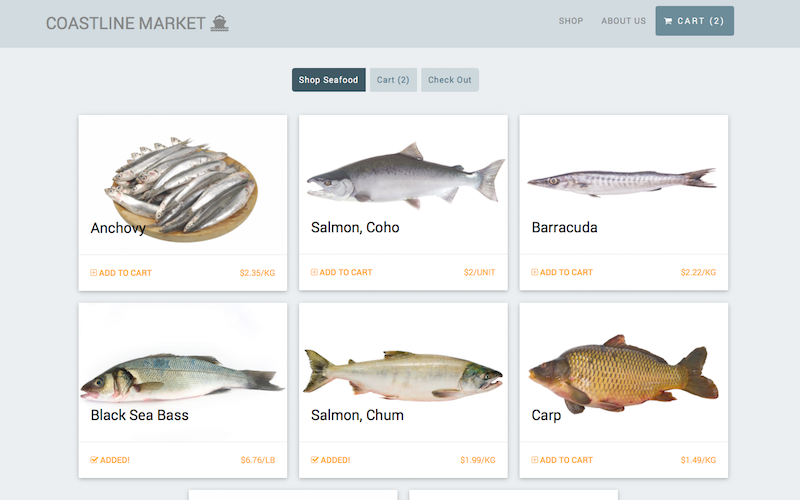 COASTLINE MARKET
SHOP
ABOUT US
CART (2)
Shop Seafood
Cart (2)
Check Out
Anchovy
Salmon, Coho
Barracuda
ADD TO CART
$2.35/KG
ADD TO CART
$2/UNIT
ADD TO CART
$2.22/KG
Black Sea Bass
Salmon, Chum
Carp
ADDED!
$6.76/LB
ADDED!
$1.99/KG
ADD TO CART
$1.49/KG